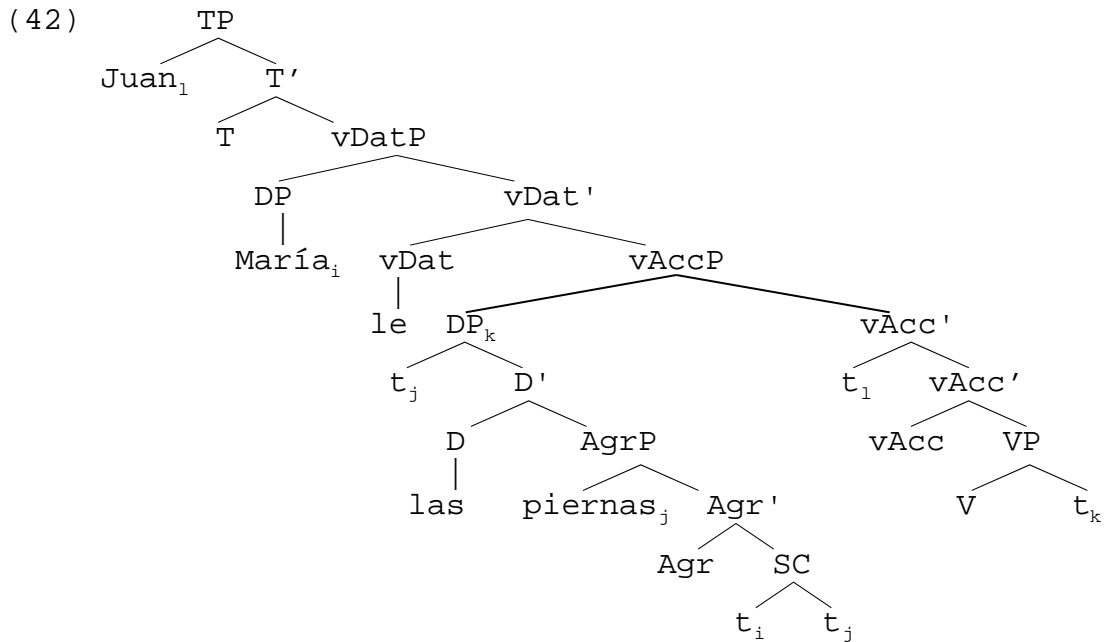 (42) TP
Juanₗ T’
T vDatP
DP vDat'
Maríaᵢ vDat vAccP
le DPₖ vAcc'
tⱼ D' tₗ vAcc’
D AgrP vAcc VP
las piernasⱼ Agr' V tₖ
Agr SC
tᵢ tⱼ